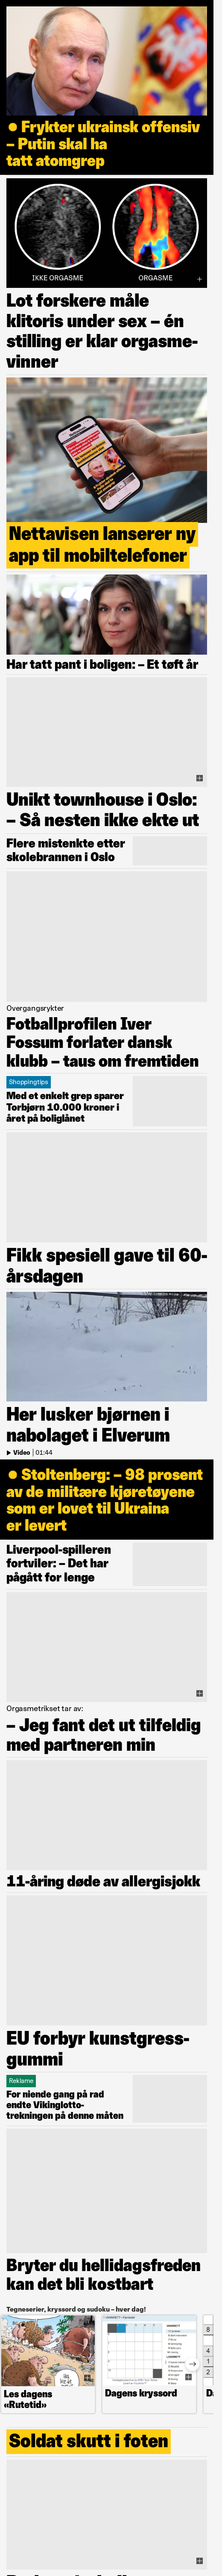 Frykter ukrainsk offensiv
– Putin skal ha
tatt atomgrep
IKKE ORGASME
ORGASME
Lot forskere måle
klitoris under sex – én
stilling er klar orgasme-
vinner
Nettavisen lanserer ny
app til mobiltelefoner
Har tatt pant i boligen: – Et tøft år
Unikt townhouse i Oslo:
– Så nesten ikke ekte ut
Flere mistenkte etter
skolebrannen i Oslo
Overgangsrykter
Fotballprofilen Iver
Fossum forlater dansk
klubb – taus om fremtiden
Shoppingtips
Med et enkelt grep sparer
Torbjørn 10.000 kroner i
året på boliglånet
Fikk spesiell gave til 60-
årsdagen
Her lusker bjørnen i
nabolaget i Elverum
Video | 01:44
Stoltenberg: – 98 prosent
av de militære kjøretøyene
som er lovet til Ukraina
er levert
Liverpool-spilleren
fortviler: – Det har
pågått for lenge
Orgasmetrikset tar av:
– Jeg fant det ut tilfeldig
med partneren min
11-åring døde av allergisjokk
EU forbyr kunstgress-
gummi
Reklame
For niende gang på rad
endte Vikinglotto-
trekningen på denne måten
Bryter du hellidagsfreden
kan det bli kostbart
Tegneserier, kryssord og sudoku – hver dag!
Les dagens
«Rutetid»
Dagens kryssord
8
4
1
2
Soldat skutt i foten